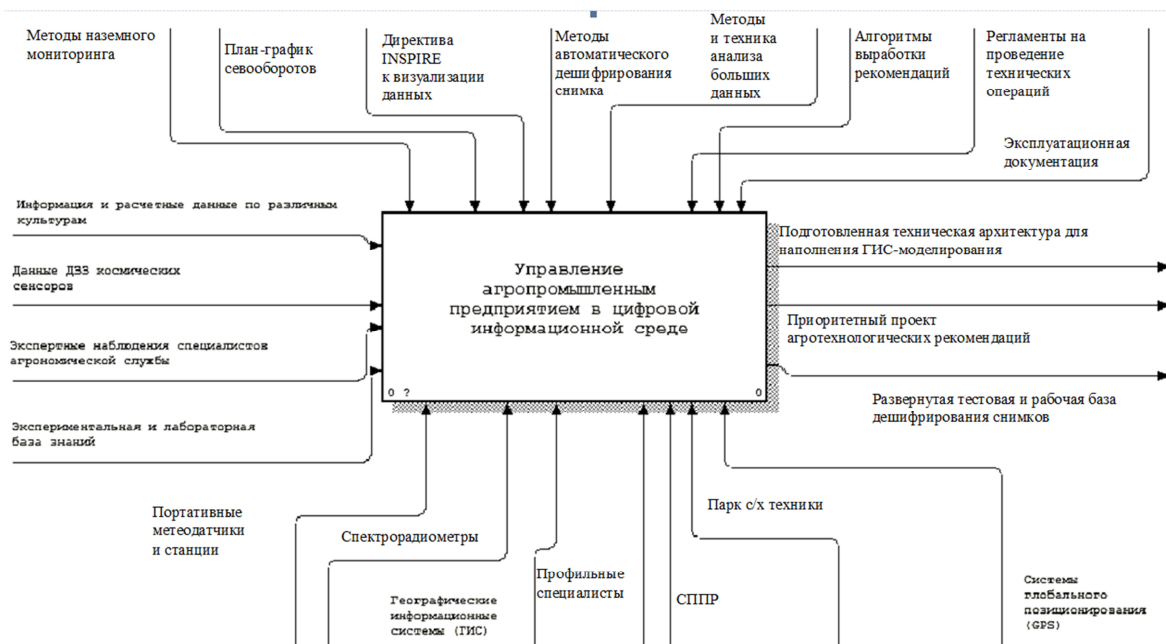 Методы наземного
мониторинга
План-график
севооборотов
Директива
INSPIRE
к визуализации
данных
Методы
автоматического
дешифрирования
снимка
Методы
и техника
анализа
больших
данных
Алгоритмы
выработки
рекомендаций
Регламенты на
проведение
технических
операций
Эксплуатационная
документация
Информация и расчетные данные по различным
культурам
Данные ДЗЗ космических
сенсоров
Экспертные наблюдения специалистов
агрономической службы
Экспериментальная и лабораторная
база знаний
Управление
агропромышленным
предприятием в цифровой
информационной среде
0 ?
0
Подготовленная техническая архитектура для
наполнения ГИС-моделирования
Приоритетный проект
агротехнологических рекомендаций
Развернутая тестовая и рабочая база
дешифрирования снимков
Портативные
метеодатчики
и станции
Спектрорадиометры
Географические
информационные
системы (ГИС)
Профильные
специалисты
СППР
Парк с/х техники
Системы
глобального
позиционирования
(GPS)